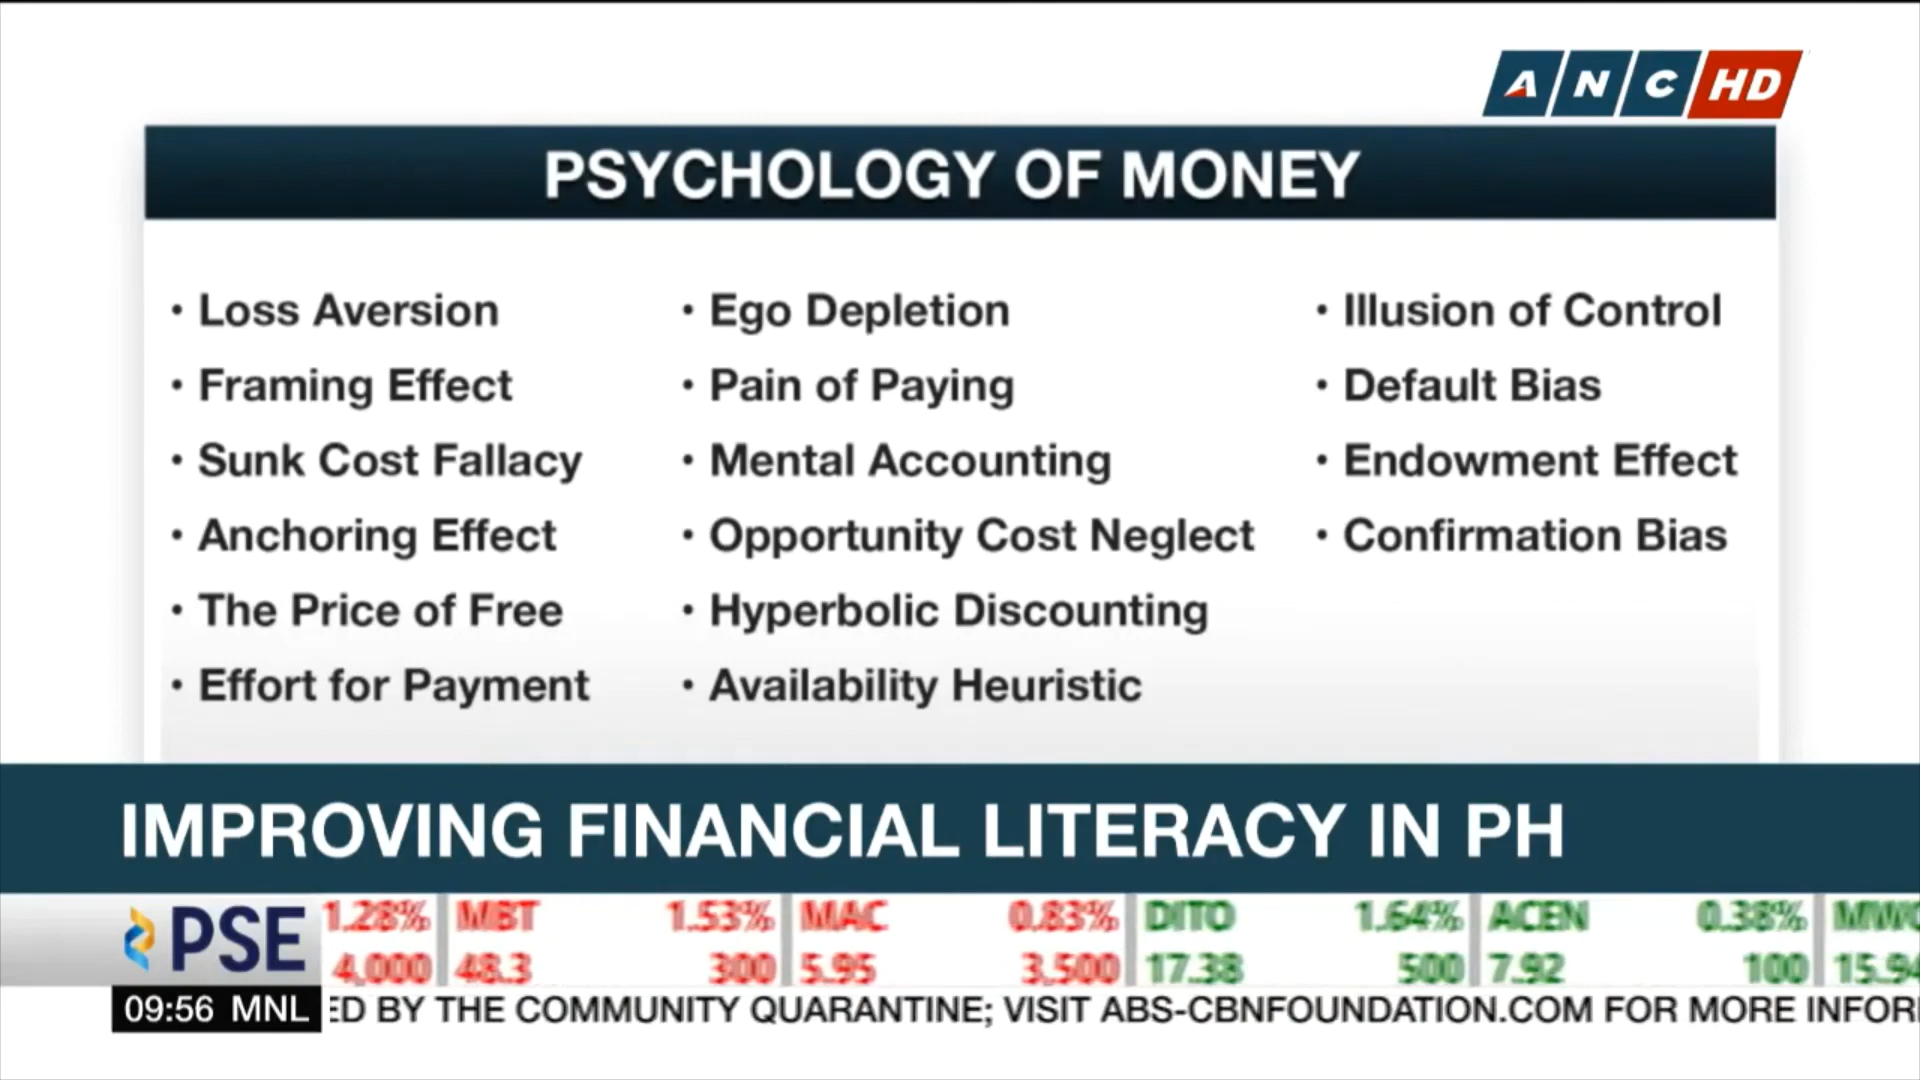 ANC HD
PSYCHOLOGY OF MONEY
• Loss Aversion
• Framing Effect
• Sunk Cost Fallacy
• Anchoring Effect
• The Price of Free
• Effort for Payment
• Ego Depletion
• Pain of Paying
• Mental Accounting
• Opportunity Cost Neglect
• Hyperbolic Discounting
• Availability Heuristic
• Illusion of Control
• Default Bias
• Endowment Effect
• Confirmation Bias
IMPROVING FINANCIAL LITERACY IN PH
PSE 1.28% MBT 1.53% MAC 0.83% DITO 1.64% ACEN 0.38%
4,000 48.3 300 5.95 3,500 17.38 500 7.92 100 15.94
09:56 MNL ED BY THE COMMUNITY QUARANTINE; VISIT ABS-CBNFOUNDATION.COM FOR MORE INFOR